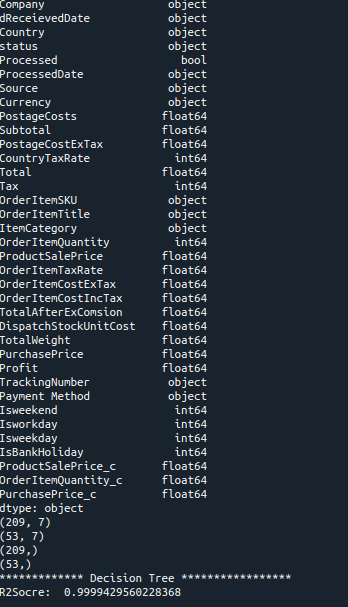 Company object
dReceievedDate object
Country object
status object
Processed bool
ProcessedDate object
Source object
Currency object
PostageCosts float64
Subtotal float64
PostageCostExTax float64
CountryTaxRate int64
Total float64
Tax int64
OrderItemSKU object
OrderItemTitle object
ItemCategory object
OrderItemQuantity int64
ProductSalePrice float64
OrderItemTaxRate float64
OrderItemCostExTax float64
OrderItemCostIncTax float64
TotalAfterExComsion float64
DispatchStockUnitCost float64
TotalWeight float64
PurchasePrice float64
Profit float64
TrackingNumber object
Payment Method object
Isweekend int64
Isworkday int64
Isweekday int64
IsBankHoliday int64
ProductSalePrice_c float64
OrderItemQuantity_c float64
PurchasePrice_c float64
dtype: object
(209, 7)
(53, 7)
(209,)
(53,)
************* Decision Tree *****************
R2Socre: 0.9999429560228368